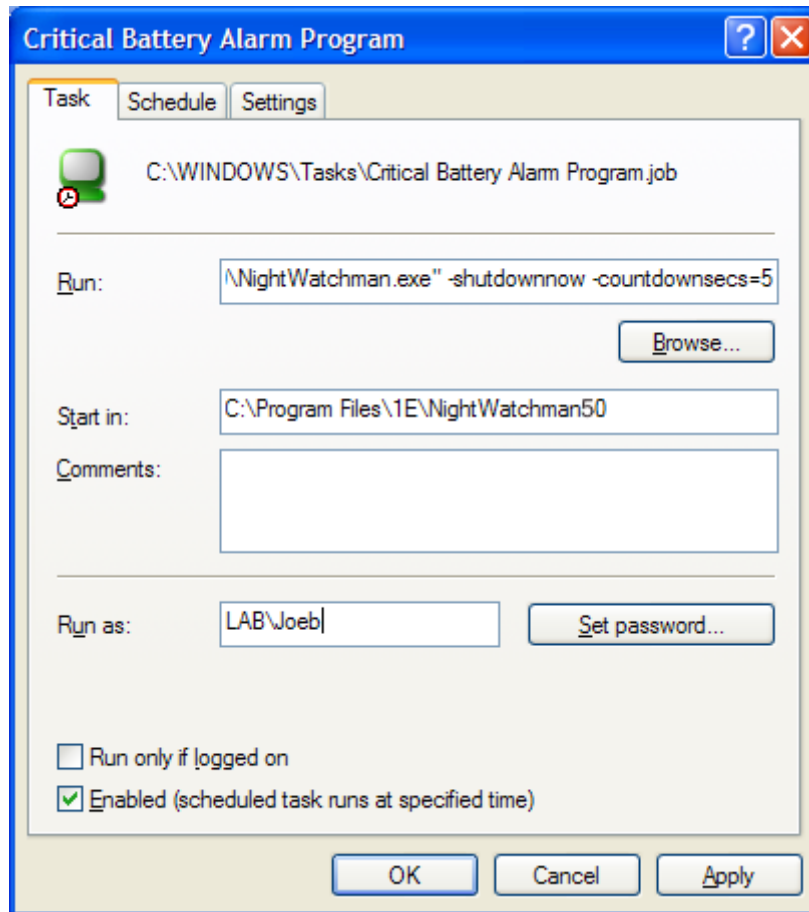 Critical Battery Alarm Program
Task Schedule Settings
C:\WINDOWS\Tasks\Critical Battery Alarm Program.job
Run:
\NightWatchman.exe" -shutdownnow -countdownsecs=5
Browse...
Start in:
C:\Program Files\1E\NightWatchman50
Comments:
Run as:
LAB\Joeb
Set password...
Run only if logged on
Enabled (scheduled task runs at specified time)
OK Cancel Apply